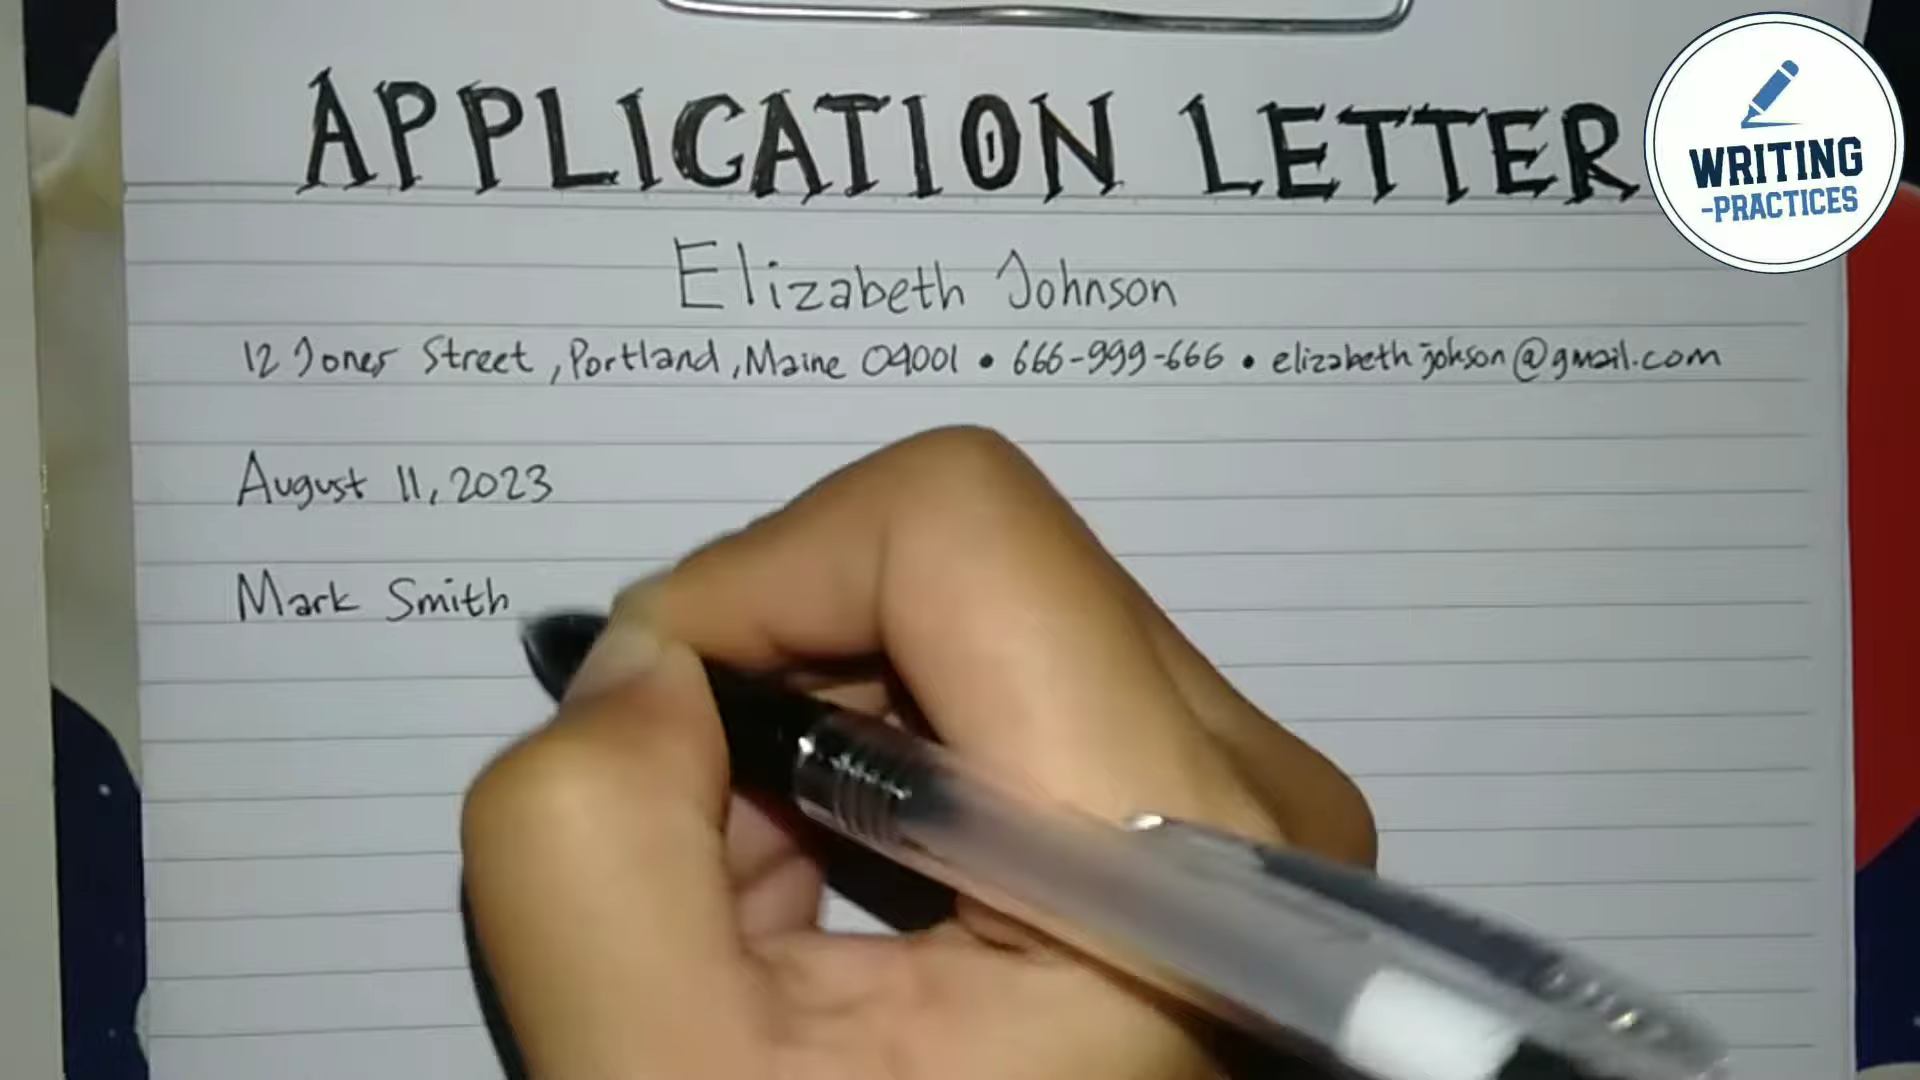 APPLICATION LETTER
WRITING
-PRACTICES
Elizabeth Johnson
12 Jones Street, Portland, Maine 04001 • 666-999-666 • elizabethjohson@gmail.com
August 11, 2023
Mark Smith